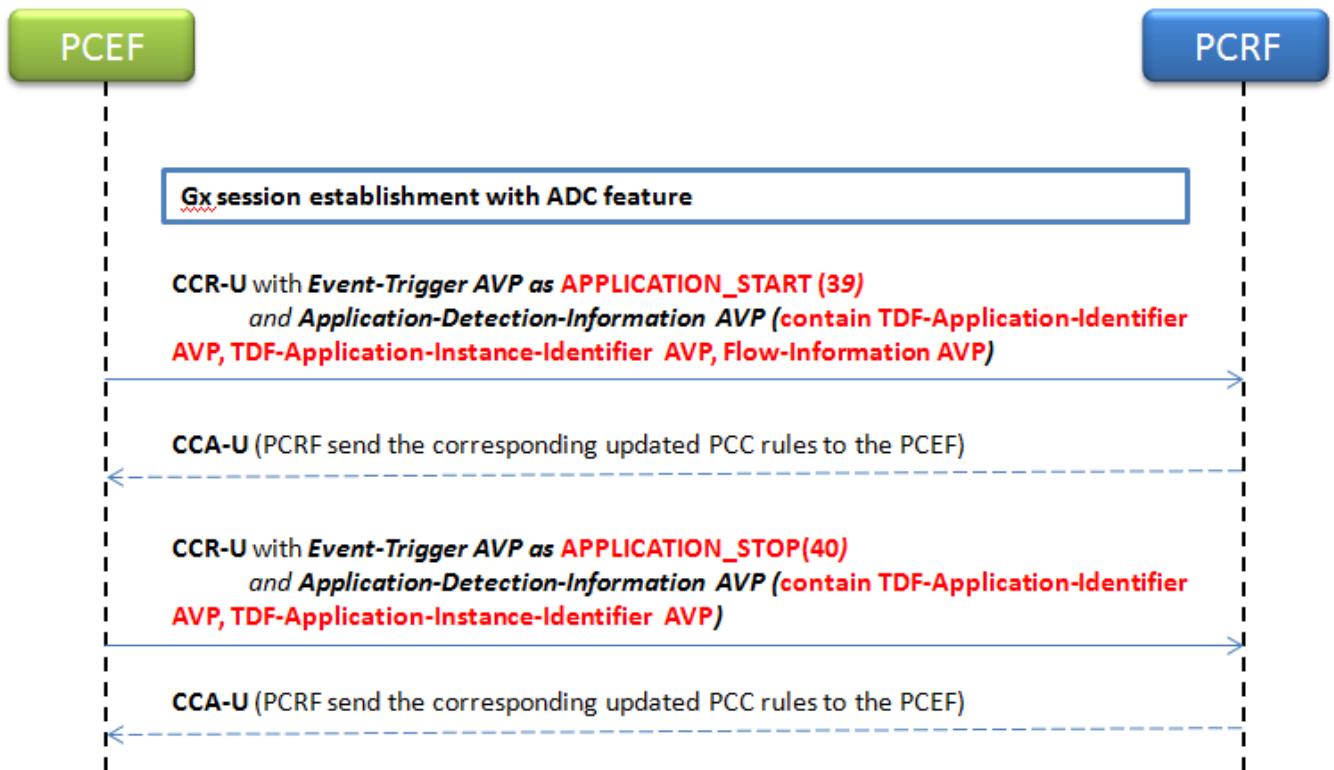 PCEF
PCRF
Gx session establishment with ADC feature
CCR-U with Event-Trigger AVP as APPLICATION_START (39)
and Application-Detection-Information AVP (contain TDF-Application-Identifier
AVP, TDF-Application-Instance-Identifier AVP, Flow-Information AVP)
CCA-U (PCRF send the corresponding updated PCC rules to the PCEF)
CCR-U with Event-Trigger AVP as APPLICATION_STOP(40)
and Application-Detection-Information AVP (contain TDF-Application-Identifier
AVP, TDF-Application-Instance-Identifier AVP)
CCA-U (PCRF send the corresponding updated PCC rules to the PCEF)